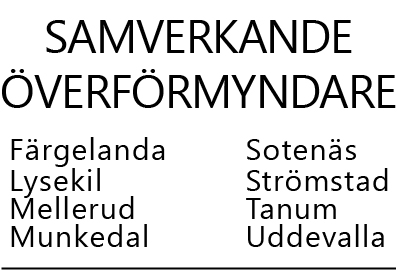 SAMVERKANDE
ÖVERFÖRMYNDARE
Färgelanda
Lysekil
Mellerud
Munkedal
Sotenäs
Strömstad
Tanum
Uddevalla